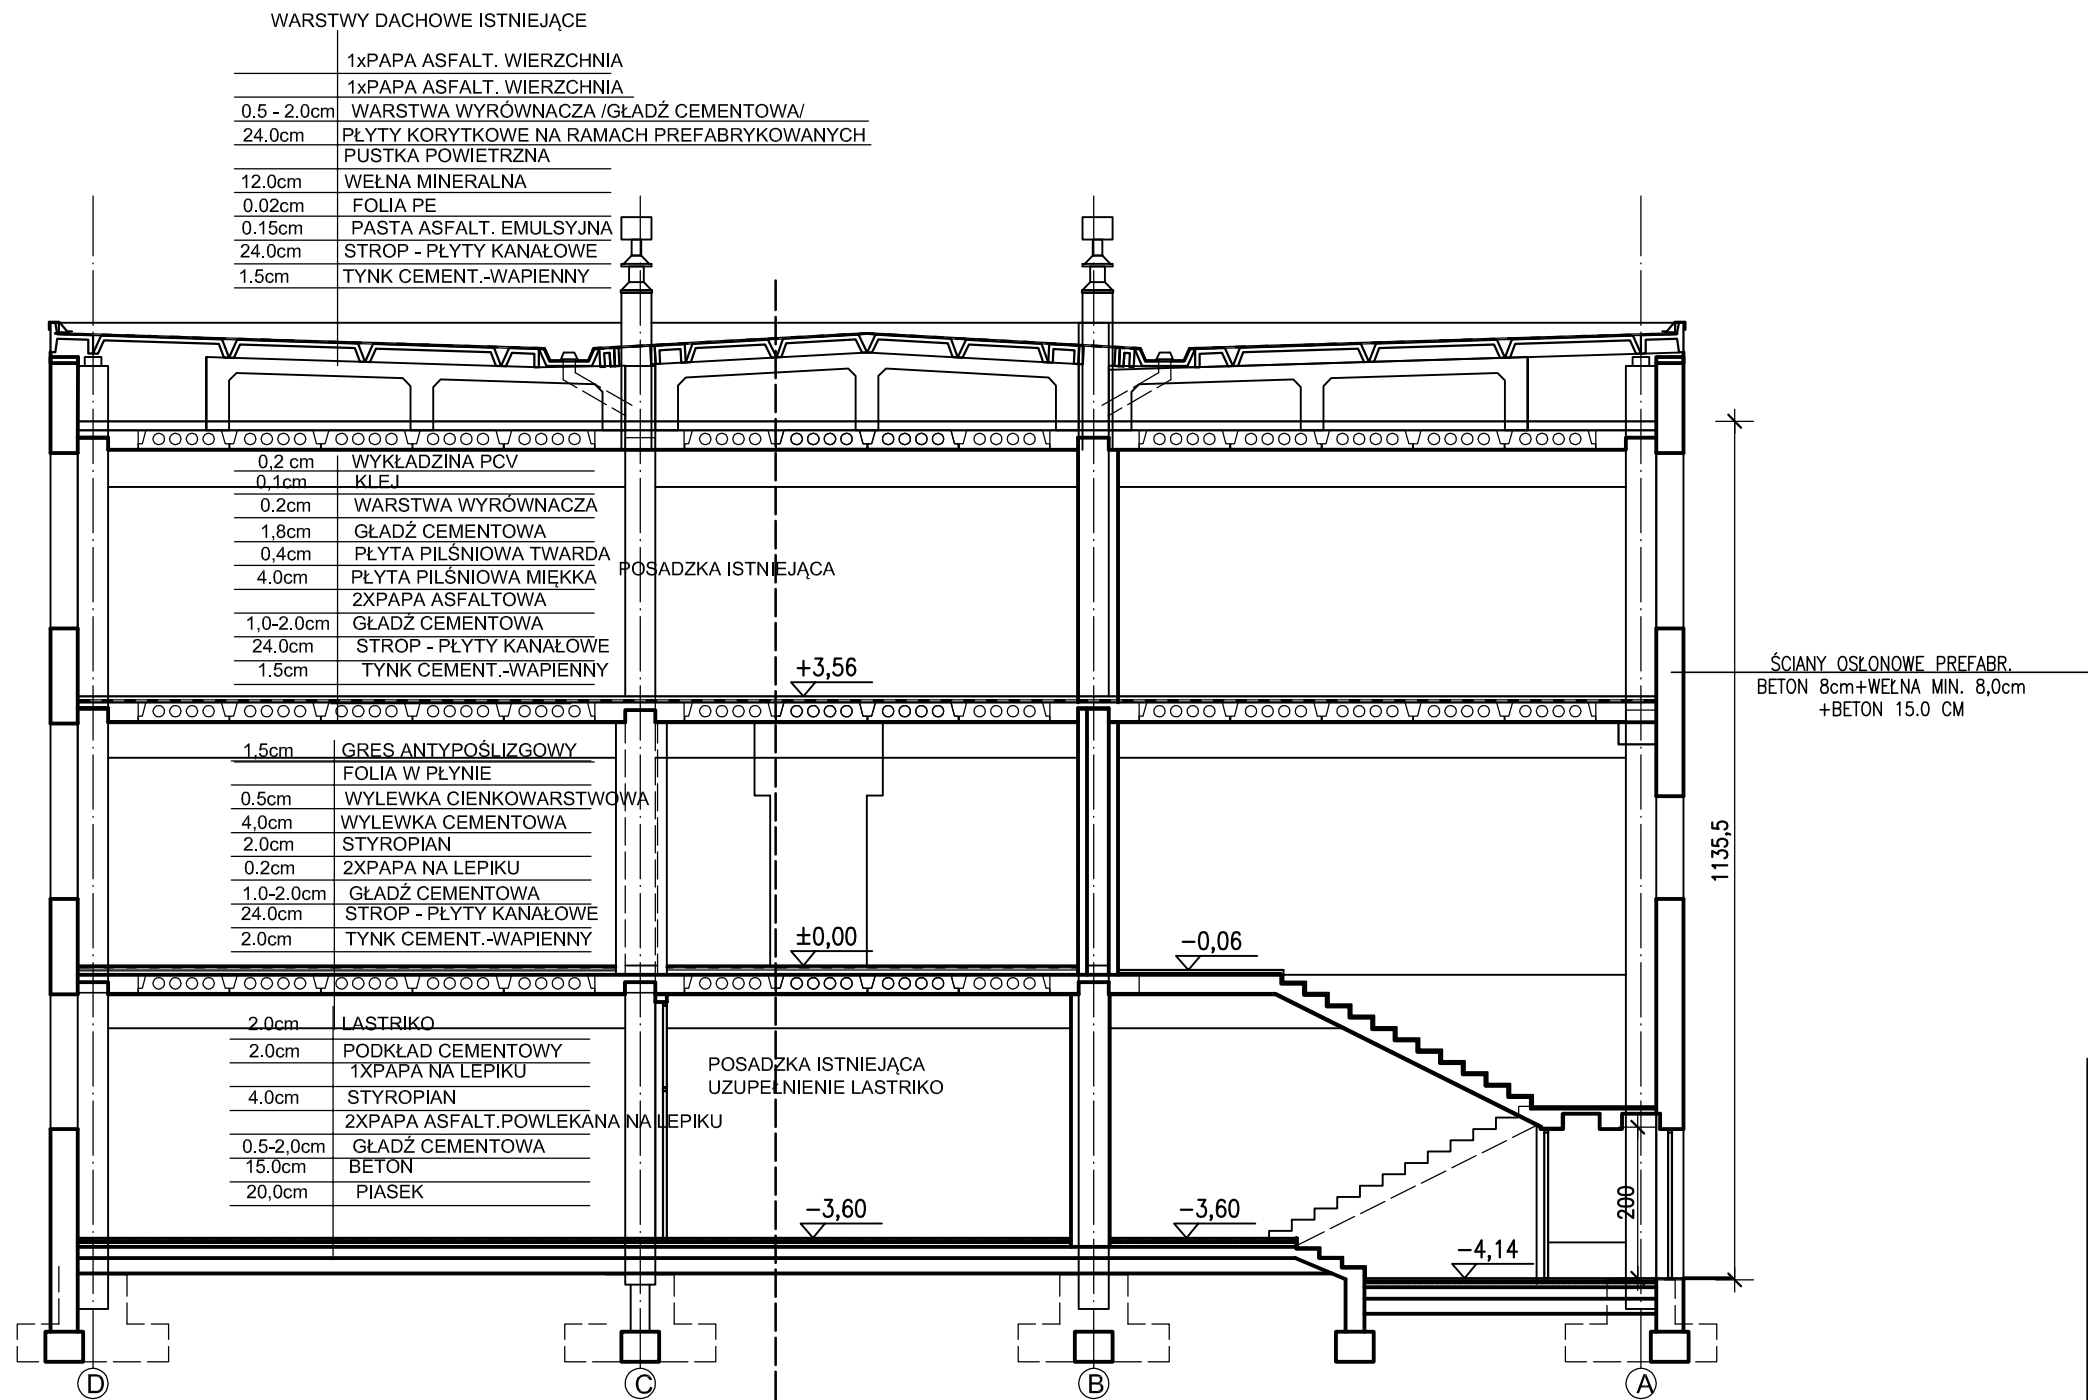 WARSTWY DACHOWE ISTNIEJĄCE
1xPAPA ASFALT. WIERZCHNIA
1xPAPA ASFALT. WIERZCHNIA
0.5 - 2.0cm WARSTWA WYRÓWNACZA /GŁADŹ CEMENTOWA/
24.0cm PŁYTY KORYTKOWE NA RAMACH PREFABRYKOWANYCH
PUSTKA POWIETRZNA
12.0cm WEŁNA MINERALNA
0.02cm FOLIA PE
0.15cm PASTA ASFALT. EMULSYJNA
24.0cm STROP - PŁYTY KANAŁOWE
1.5cm TYNK CEMENT.-WAPIENNY
0,2 cm WYKŁADZINA PCV
0,1cm KLEJ
0.2cm WARSTWA WYRÓWNACZA
1,8cm GŁADŹ CEMENTOWA
0,4cm PŁYTA PILŚNIOWA TWARDA
4.0cm PŁYTA PILŚNIOWA MIĘKKA
2XPAPA ASFALTOWA
1,0-2.0cm GŁADŹ CEMENTOWA
24.0cm STROP - PŁYTY KANAŁOWE
1.5cm TYNK CEMENT.-WAPIENNY
POSADZKA ISTNIEJĄCA
+3,56
ŚCIANY OSŁONOWE PREFABR.
BETON 8cm+WEŁNA MIN. 8,0cm
+BETON 15.0 CM
1,5cm GRES ANTYPOŚLIZGOWY
FOLIA W PŁYNIE
0.5cm WYLEWKA CIENKOWARSTWOWA
4,0cm WYLEWKA CEMENTOWA
2.0cm STYROPIAN
0.2cm 2XPAPA NA LEPIKU
1.0-2.0cm GŁADŹ CEMENTOWA
24.0cm STROP - PŁYTY KANAŁOWE
2.0cm TYNK CEMENT.-WAPIENNY
±0,00
-0,06
1135,5
2.0cm LASTRIKO
2.0cm PODKŁAD CEMENTOWY
1XPAPA NA LEPIKU
4.0cm STYROPIAN
2XPAPA ASFALT.POWLEKANA NA LEPIKU
0.5-2,0cm GŁADŹ CEMENTOWA
15.0cm BETON
20,0cm PIASEK
POSADZKA ISTNIEJĄCA
UZUPEŁNIENIE LASTRIKO
-3,60
-3,60
200
-4,14
D
C
B
A